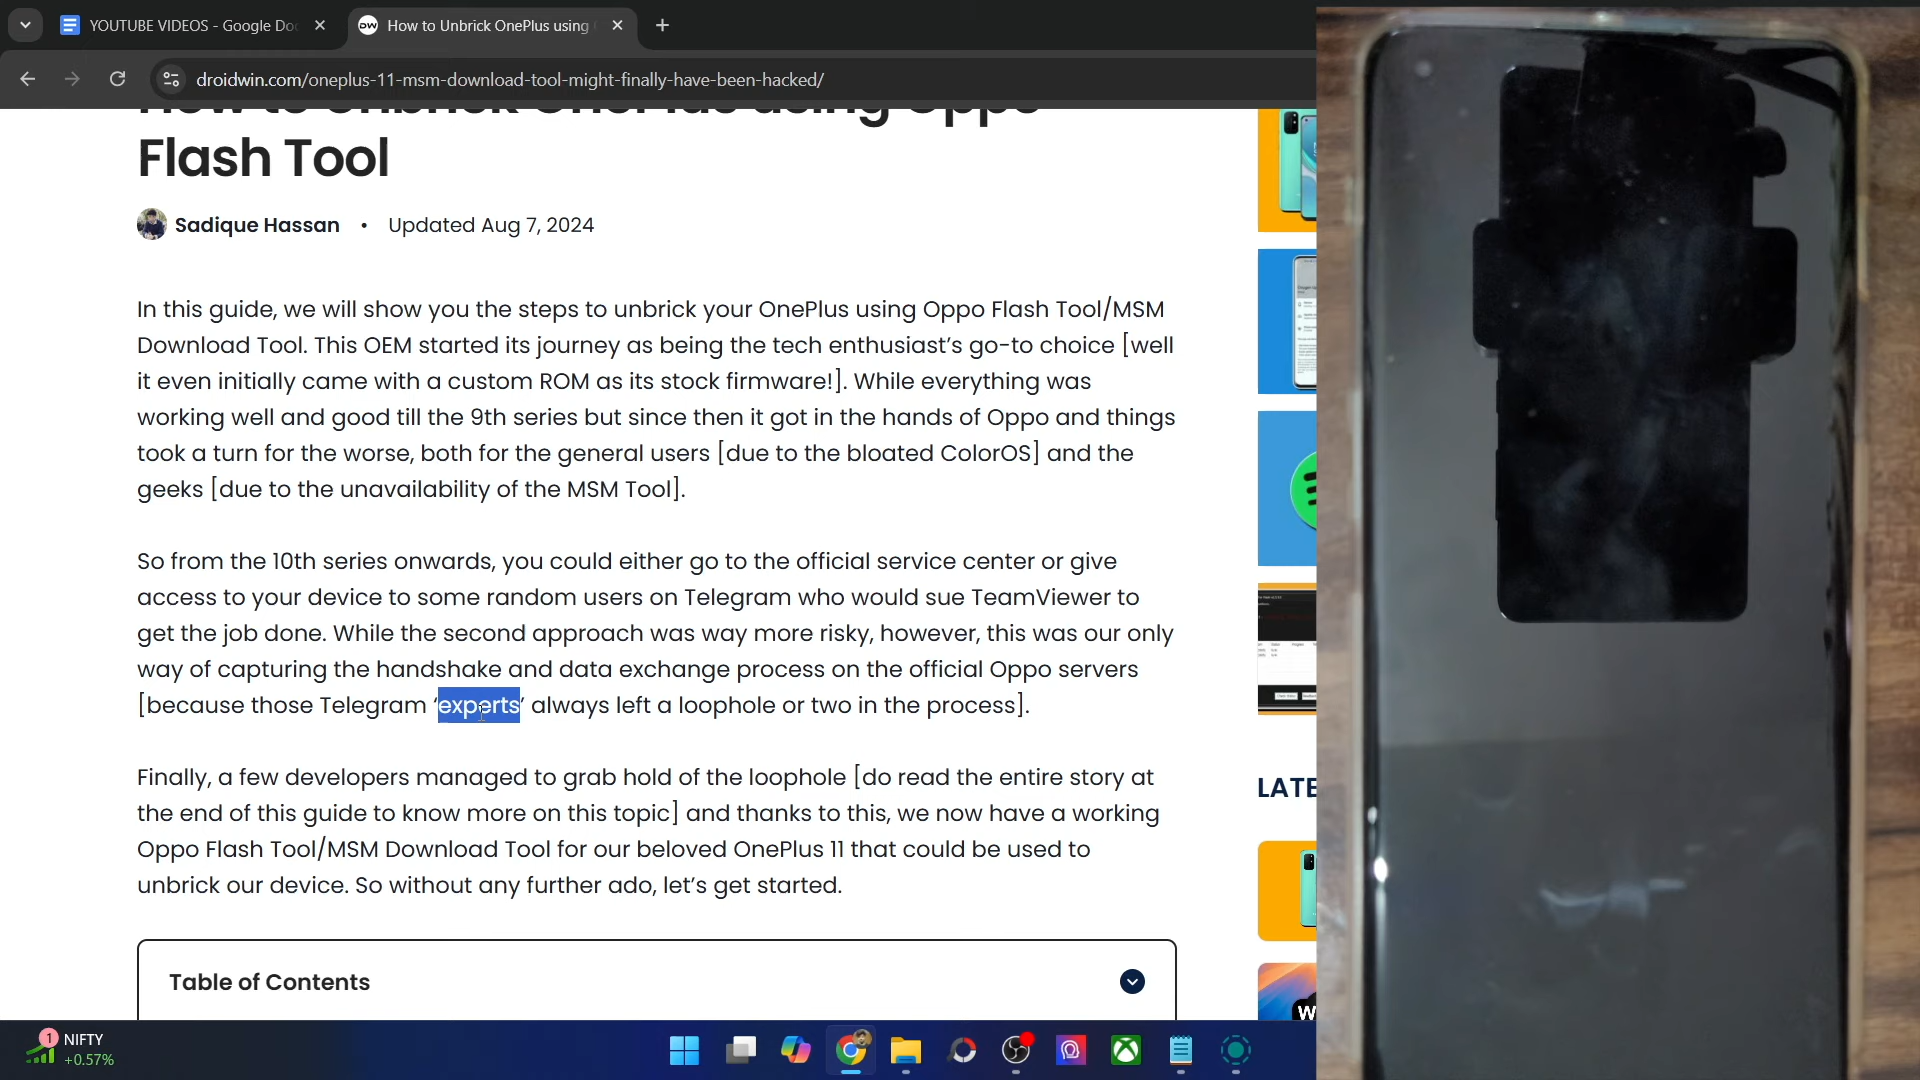 YOUTUBE VIDEOS - Google Do
DW How to Unbrick OnePlus using
droidwin.com/oneplus-11-msm-download-tool-might-finally-have-been-hacked/
How to Unbrick OnePlus using Oppo
Flash Tool
Sadique Hassan • Updated Aug 7, 2024
In this guide, we will show you the steps to unbrick your OnePlus using Oppo Flash Tool/MSM
Download Tool. This OEM started its journey as being the tech enthusiast's go-to choice [well
it even initially came with a custom ROM as its stock firmware!]. While everything was
working well and good till the 9th series but since then it got in the hands of Oppo and things
took a turn for the worse, both for the general users [due to the bloated ColorOS] and the
geeks [due to the unavailability of the MSM Tool].
So from the 10th series onwards, you could either go to the official service center or give
access to your device to some random users on Telegram who would sue TeamViewer to
get the job done. While the second approach was way more risky, however, this was our only
way of capturing the handshake and data exchange process on the official Oppo servers
[because those Telegram ‘experts’ always left a loophole or two in the process].
Finally, a few developers managed to grab hold of the loophole [do read the entire story at
the end of this guide to know more on this topic] and thanks to this, we now have a working
Oppo Flash Tool/MSM Download Tool for our beloved OnePlus 11 that could be used to
unbrick our device. So without any further ado, let's get started.
Table of Contents
LATE
W
1 NIFTY
+0.57%